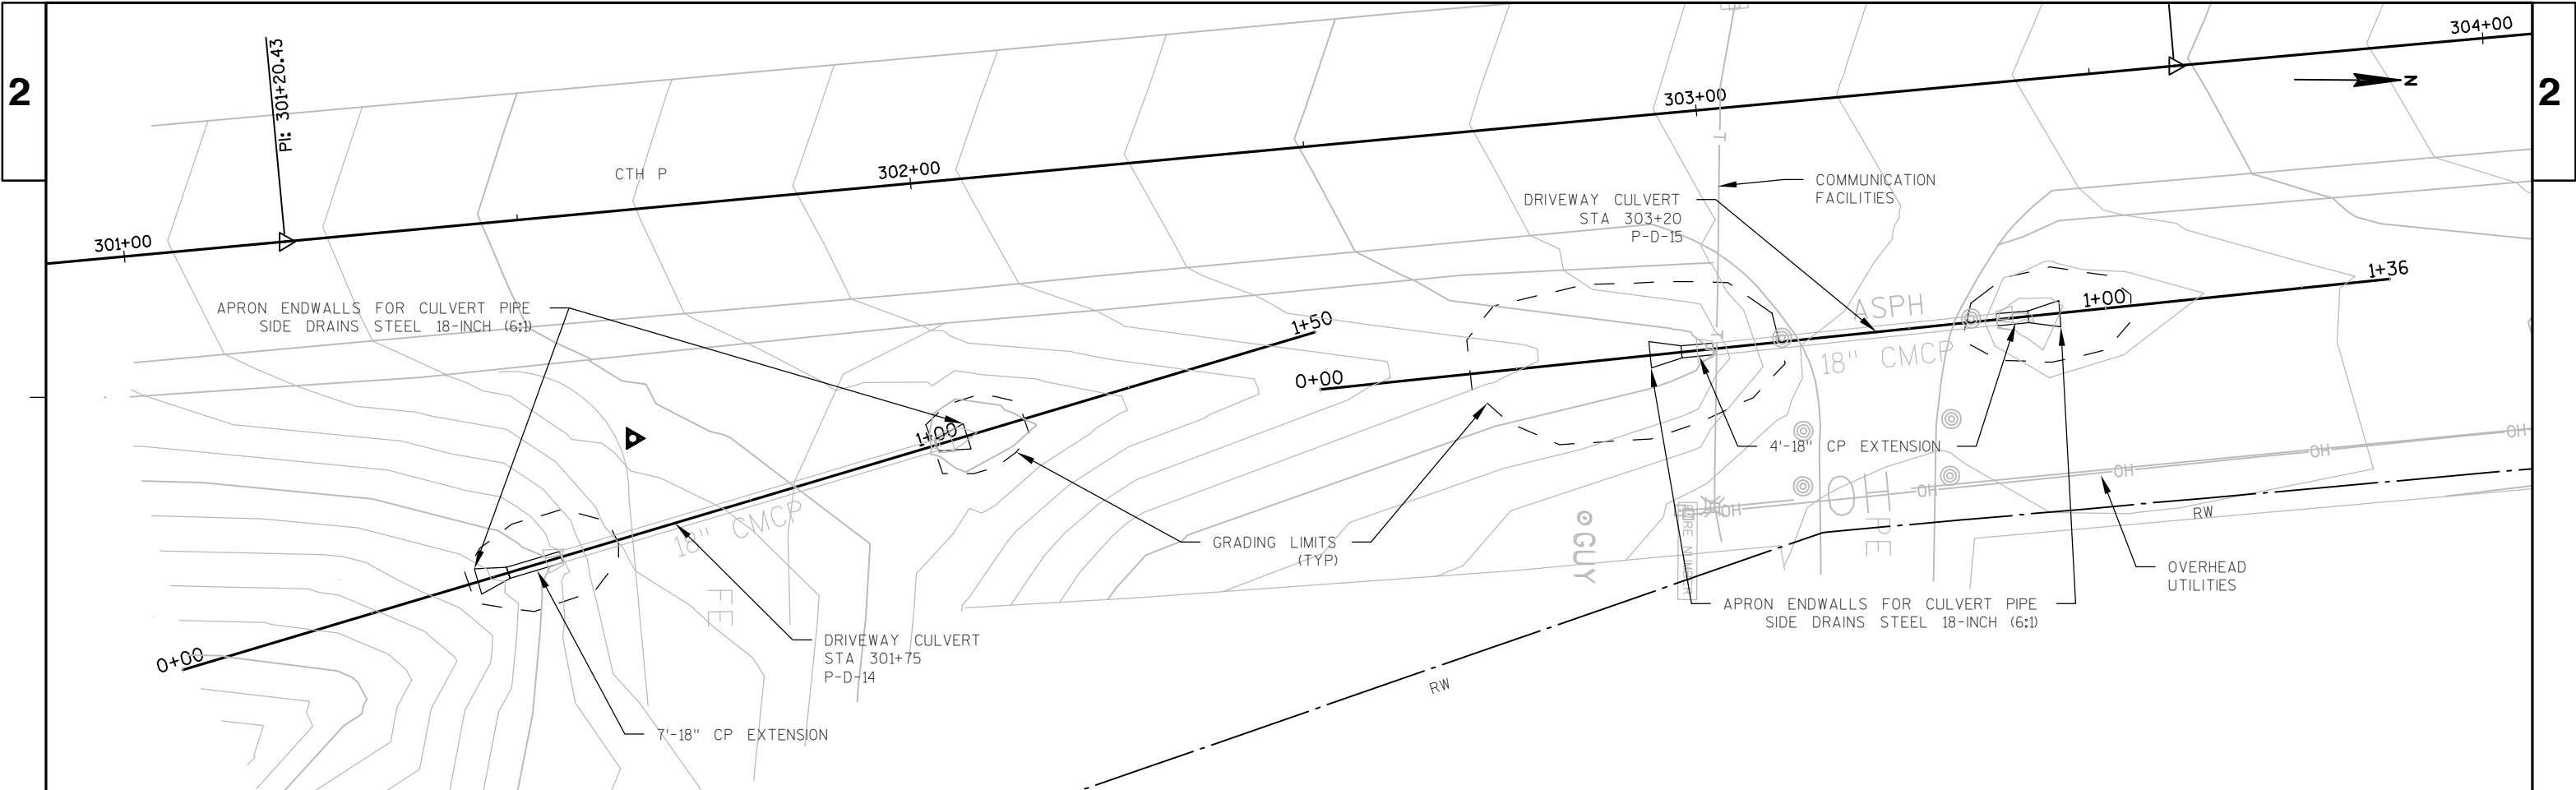 2
2
PI: 301+20.43
304+00
N
303+00
302+00
301+00
CTH P
T
COMMUNICATION
FACILITIES
DRIVEWAY CULVERT
STA 303+20
P-D-15
APRON ENDWALLS FOR CULVERT PIPE
SIDE DRAINS STEEL 18-INCH (6:1)
1+50
1+36
1+00
ASPH
18" CMCP
0+00
T
1+00
4'-18" CP EXTENSION
OH
OH
OH
OH
OH
OH
RW
PE
GUY
18" CMCP
GRADING LIMITS
(TYP)
OVERHEAD
UTILITIES
FE
APRON ENDWALLS FOR CULVERT PIPE
SIDE DRAINS STEEL 18-INCH (6:1)
DRIVEWAY CULVERT
STA 301+75
P-D-14
0+00
RW
7'-18" CP EXTENSION